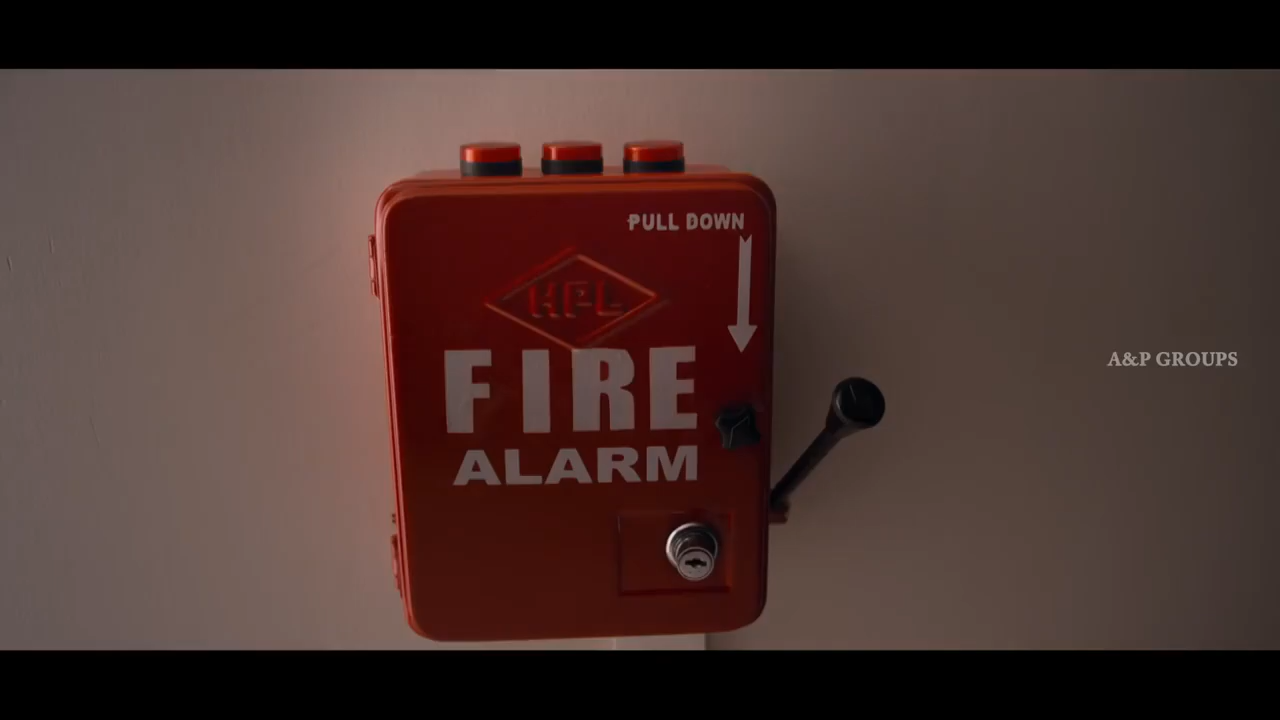 PULL DOWN
HPL
FIRE
ALARM
A&P GROUPS